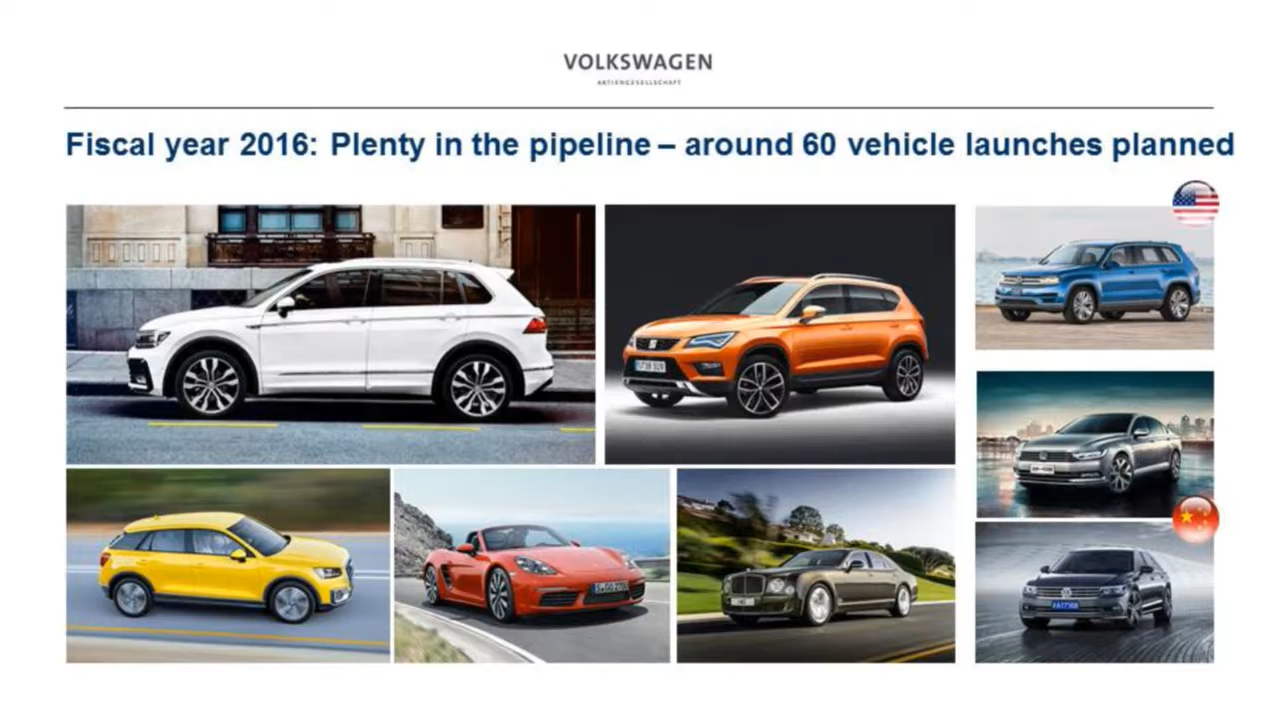 VOLKSWAGEN
AKTIENGESELLSCHAFT
Fiscal year 2016: Plenty in the pipeline – around 60 vehicle launches planned